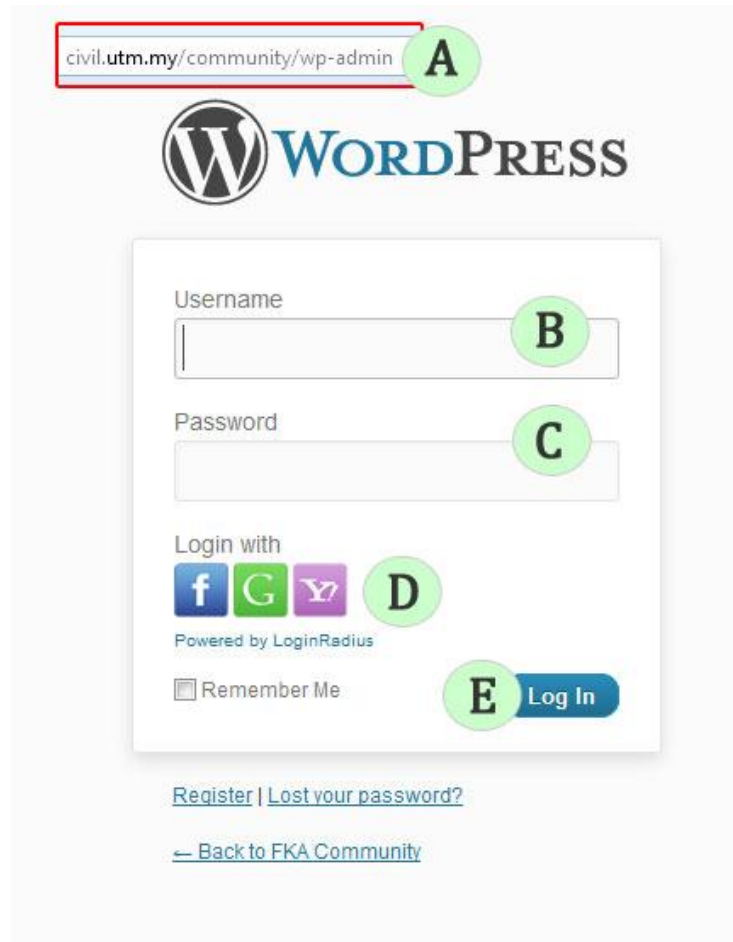 civil.utm.my/community/wp-admin A
W WORDPRESS
Username
B
Password
C
Login with
f G Y! D
Powered by LoginRadius
Remember Me E Log In
Register | Lost your password?
← Back to FKA Community